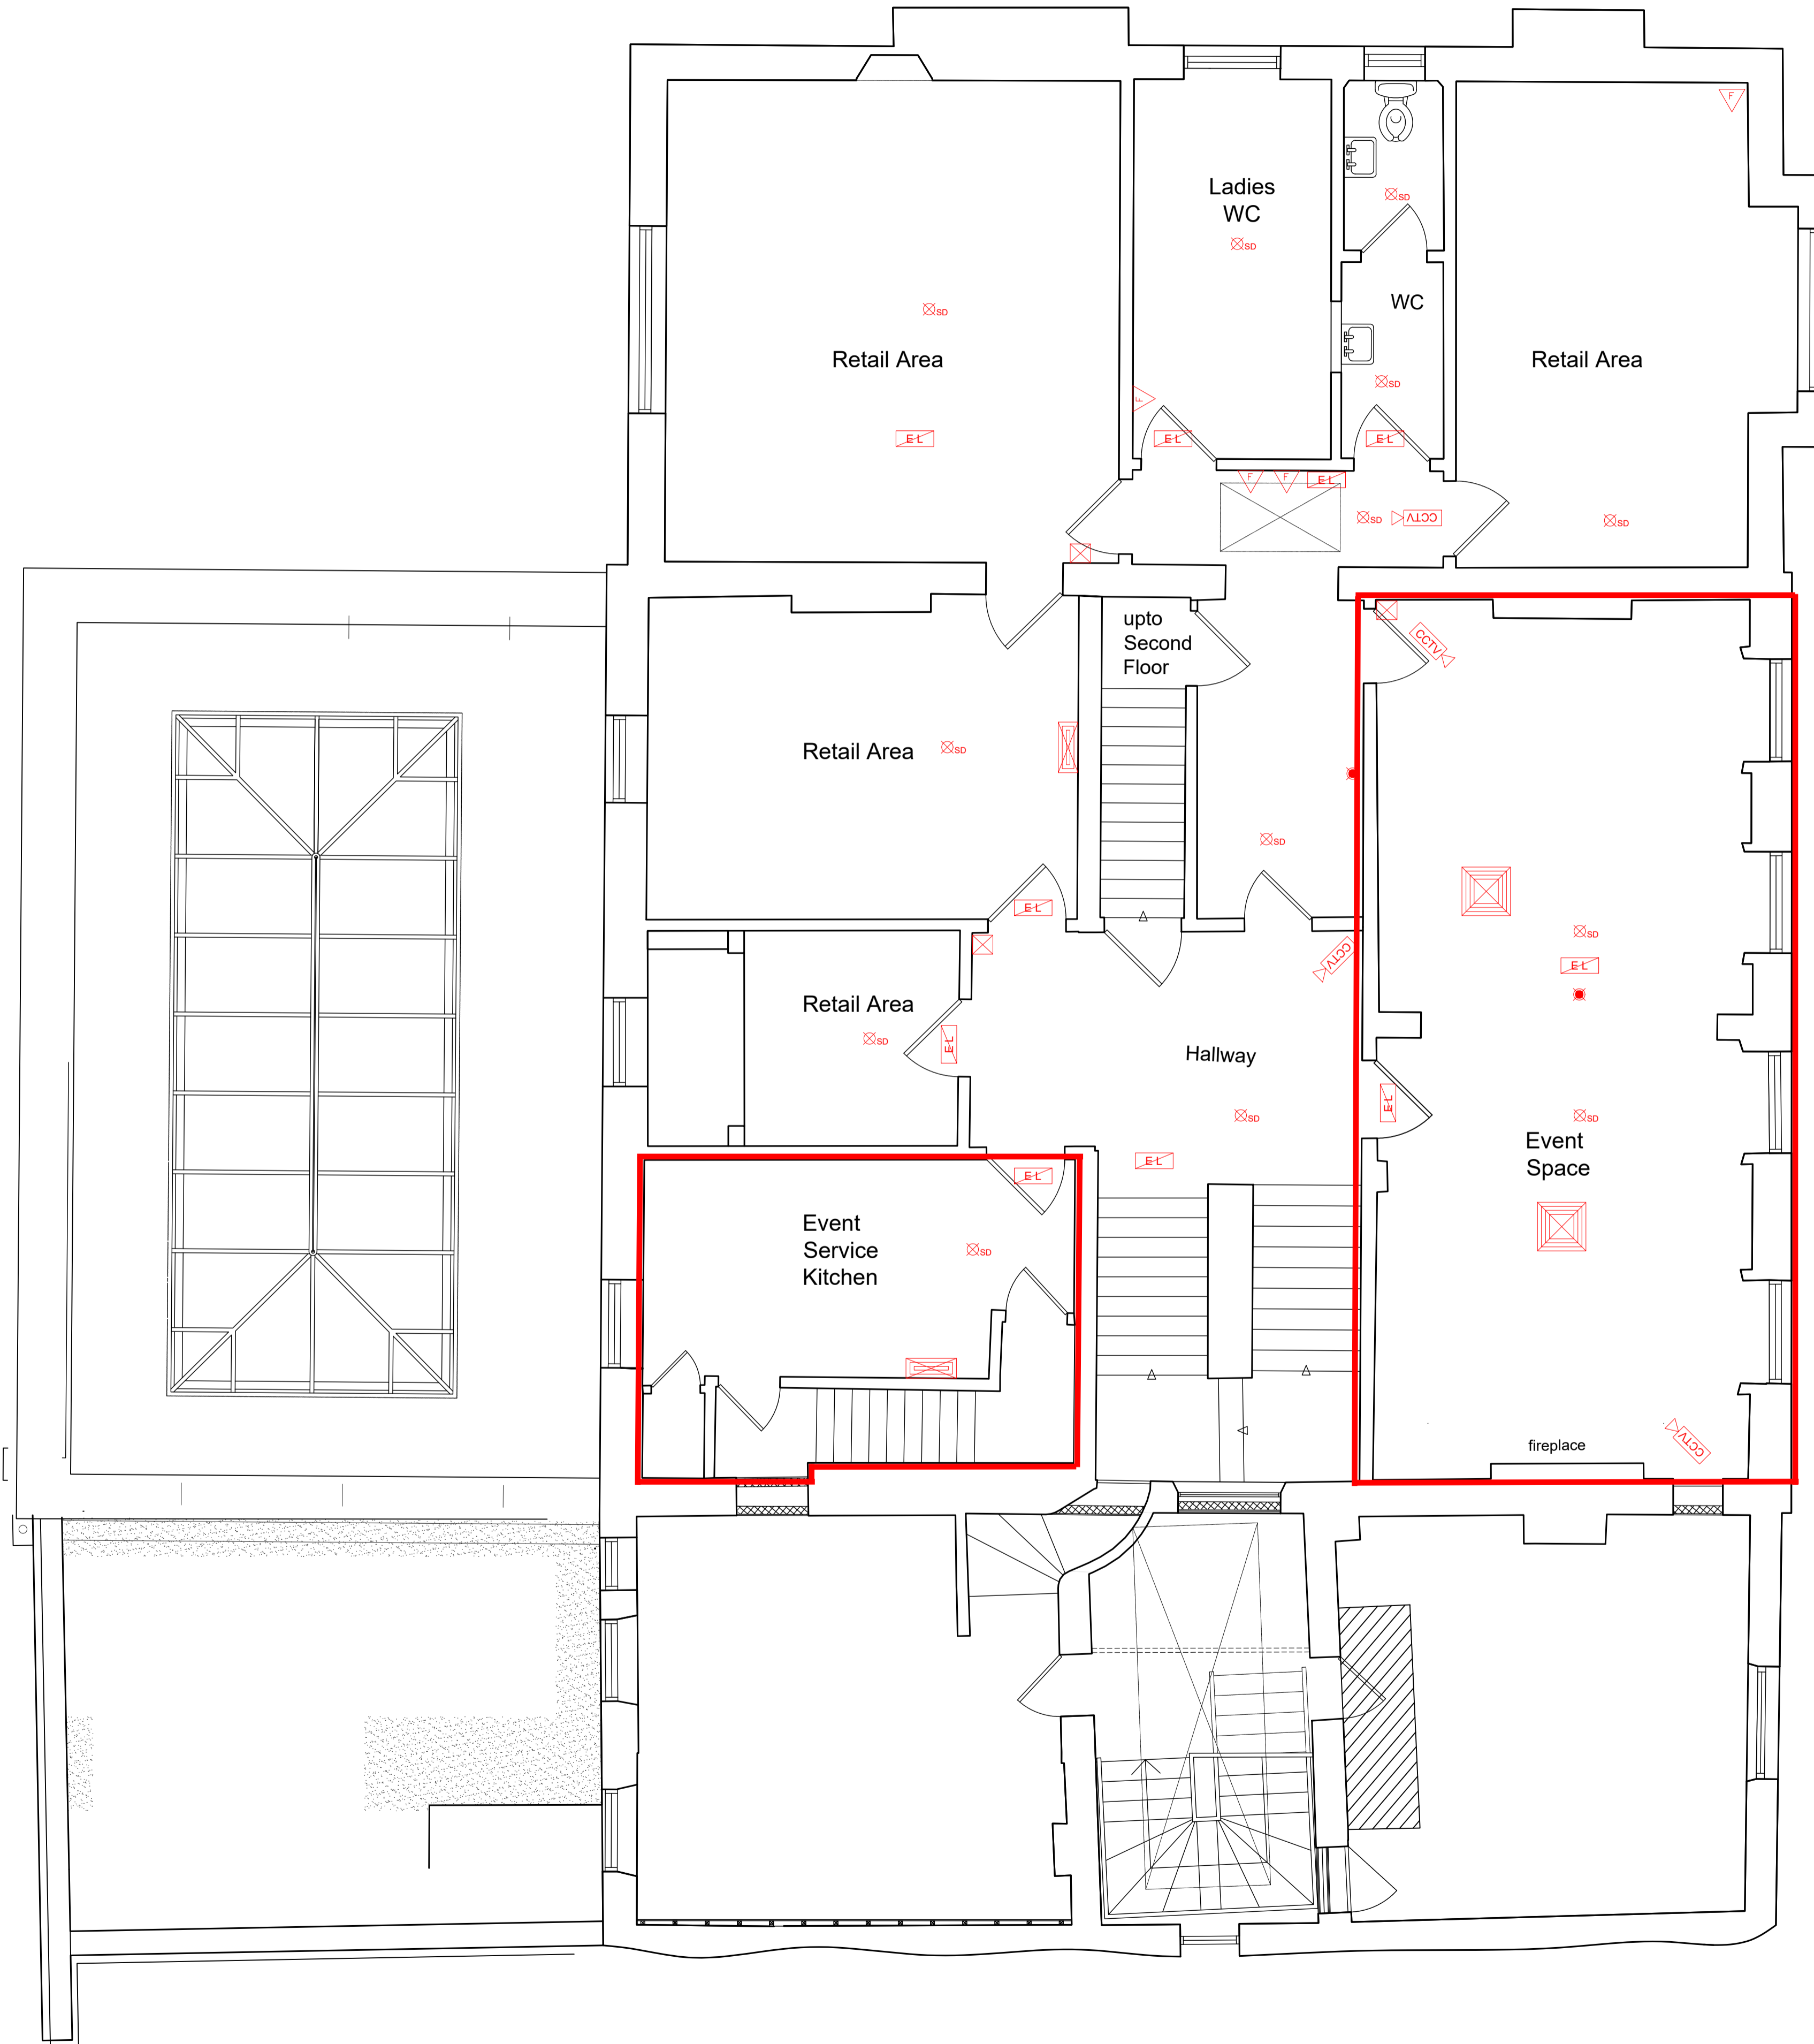 F
Ladies
WC
SD
SD
WC
SD
Retail Area
Retail Area
SD
F
SD
E L
E L
E L
F
F
E L
SD
CCTV
SD
upto
Second
Floor
CCTV
Retail Area
SD
SD
E L
SD
CCTV
E L
Retail Area
SD
E L
Hallway
E L
SD
SD
Event
Space
E L
E L
Event
Service
Kitchen
SD
fireplace
CCTV